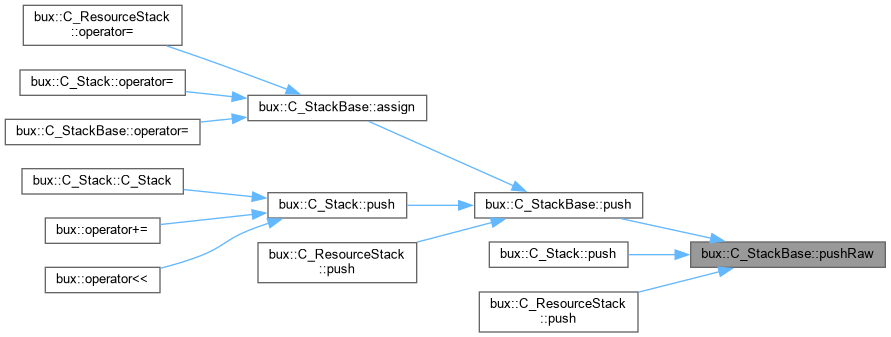 bux::C_ResourceStack
::operator=
bux::C_Stack::operator=
bux::C_StackBase::assign
bux::C_StackBase::operator=
bux::C_Stack::C_Stack
bux::C_Stack::push
bux::C_StackBase::push
bux::operator+=
bux::C_ResourceStack
::push
bux::C_Stack::push
bux::C_StackBase::pushRaw
bux::operator<<
bux::C_ResourceStack
::push